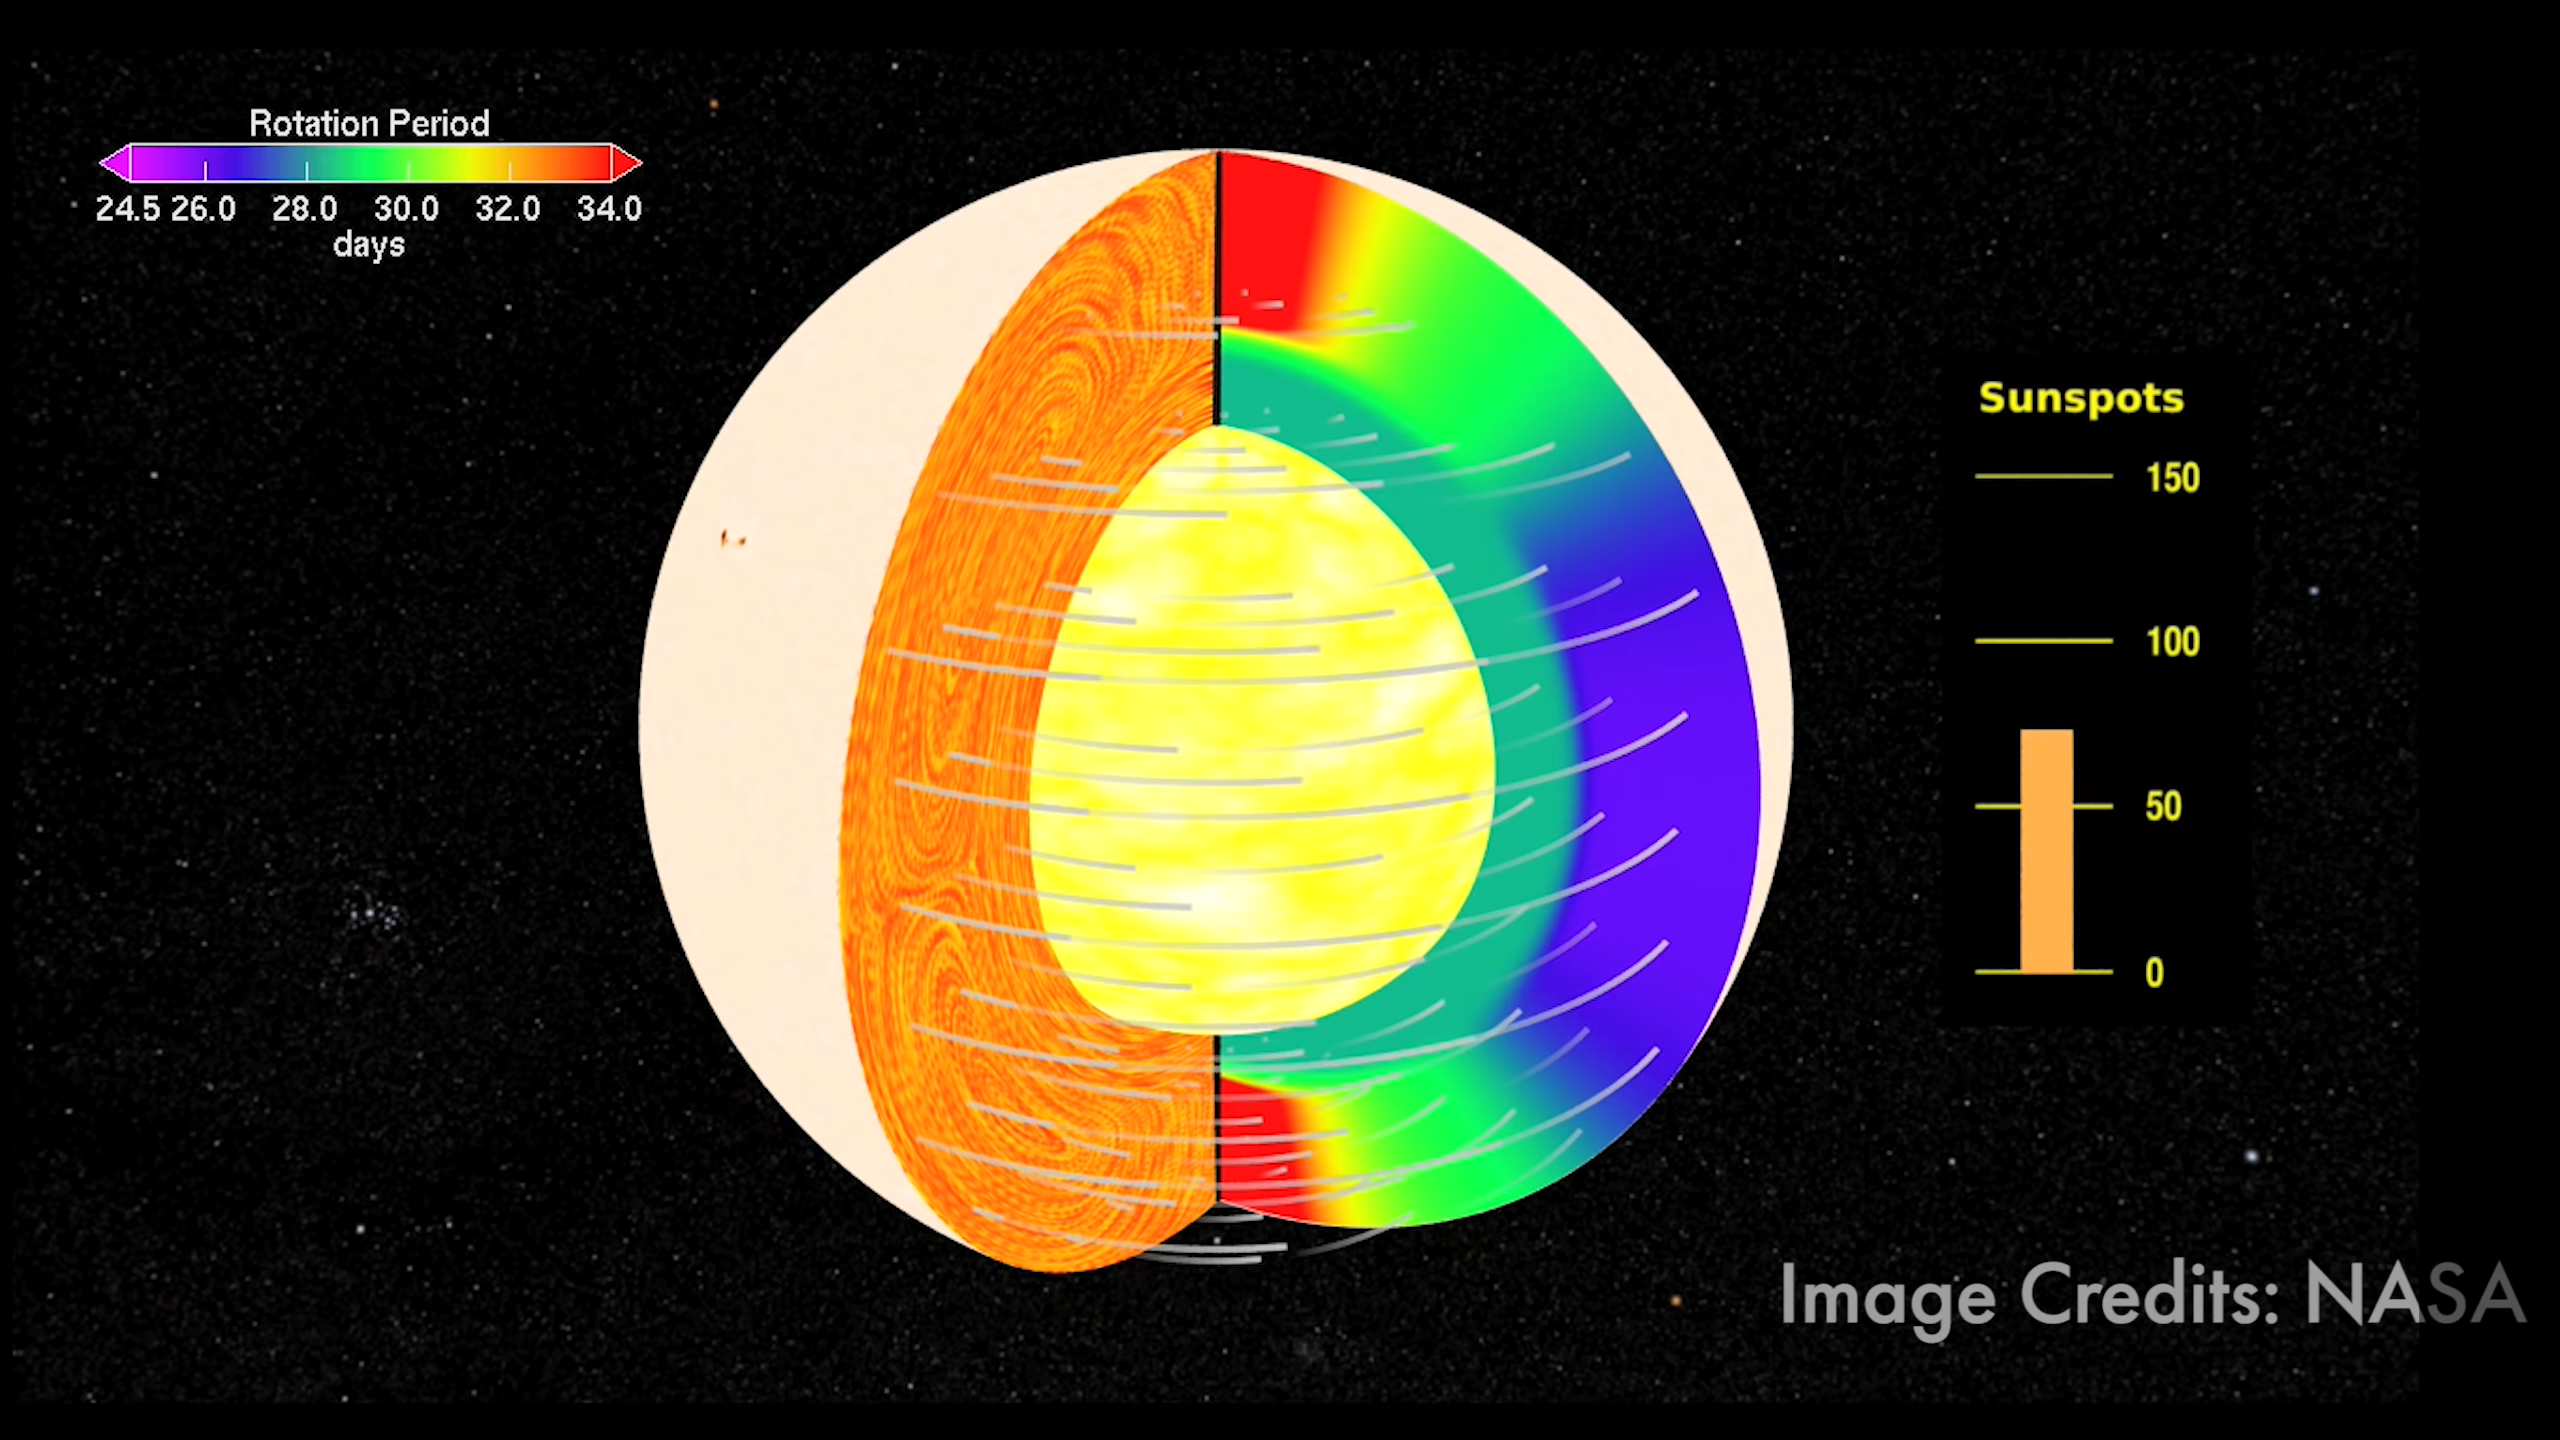 Rotation Period
24.5 26.0 28.0 30.0 32.0 34.0
days
Sunspots
150
100
50
0
Image Credits: NASA